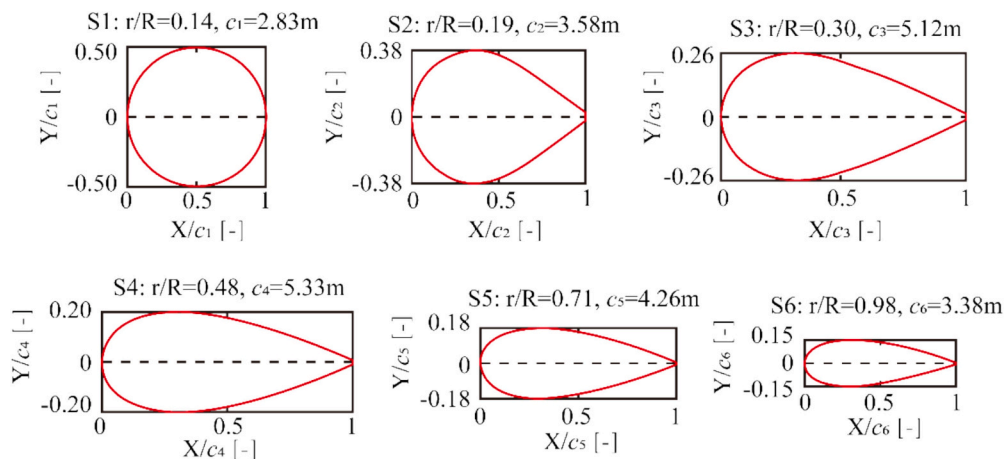 S1: r/R=0.14, c₁=2.83m
0.50
Y/c₁ [-]
0
-0.50
0 0.5 1
X/c₁ [-]
S2: r/R=0.19, c₂=3.58m
0.38
Y/c₂ [-]
0
-0.38
0 0.5 1
X/c₂ [-]
S3: r/R=0.30, c₃=5.12m
0.26
Y/c₃ [-]
0
-0.26
0 0.5 1
X/c₃ [-]
S4: r/R=0.48, c₄=5.33m
0.20
Y/c₄ [-]
0
-0.20
0 0.5 1
X/c₄ [-]
S5: r/R=0.71, c₅=4.26m
0.18
Y/c₅ [-]
0
-0.18
0 0.5 1
X/c₅ [-]
S6: r/R=0.98, c₆=3.38m
0.15
Y/c₆ [-]
0
-0.15
0 0.5 1
X/c₆ [-]